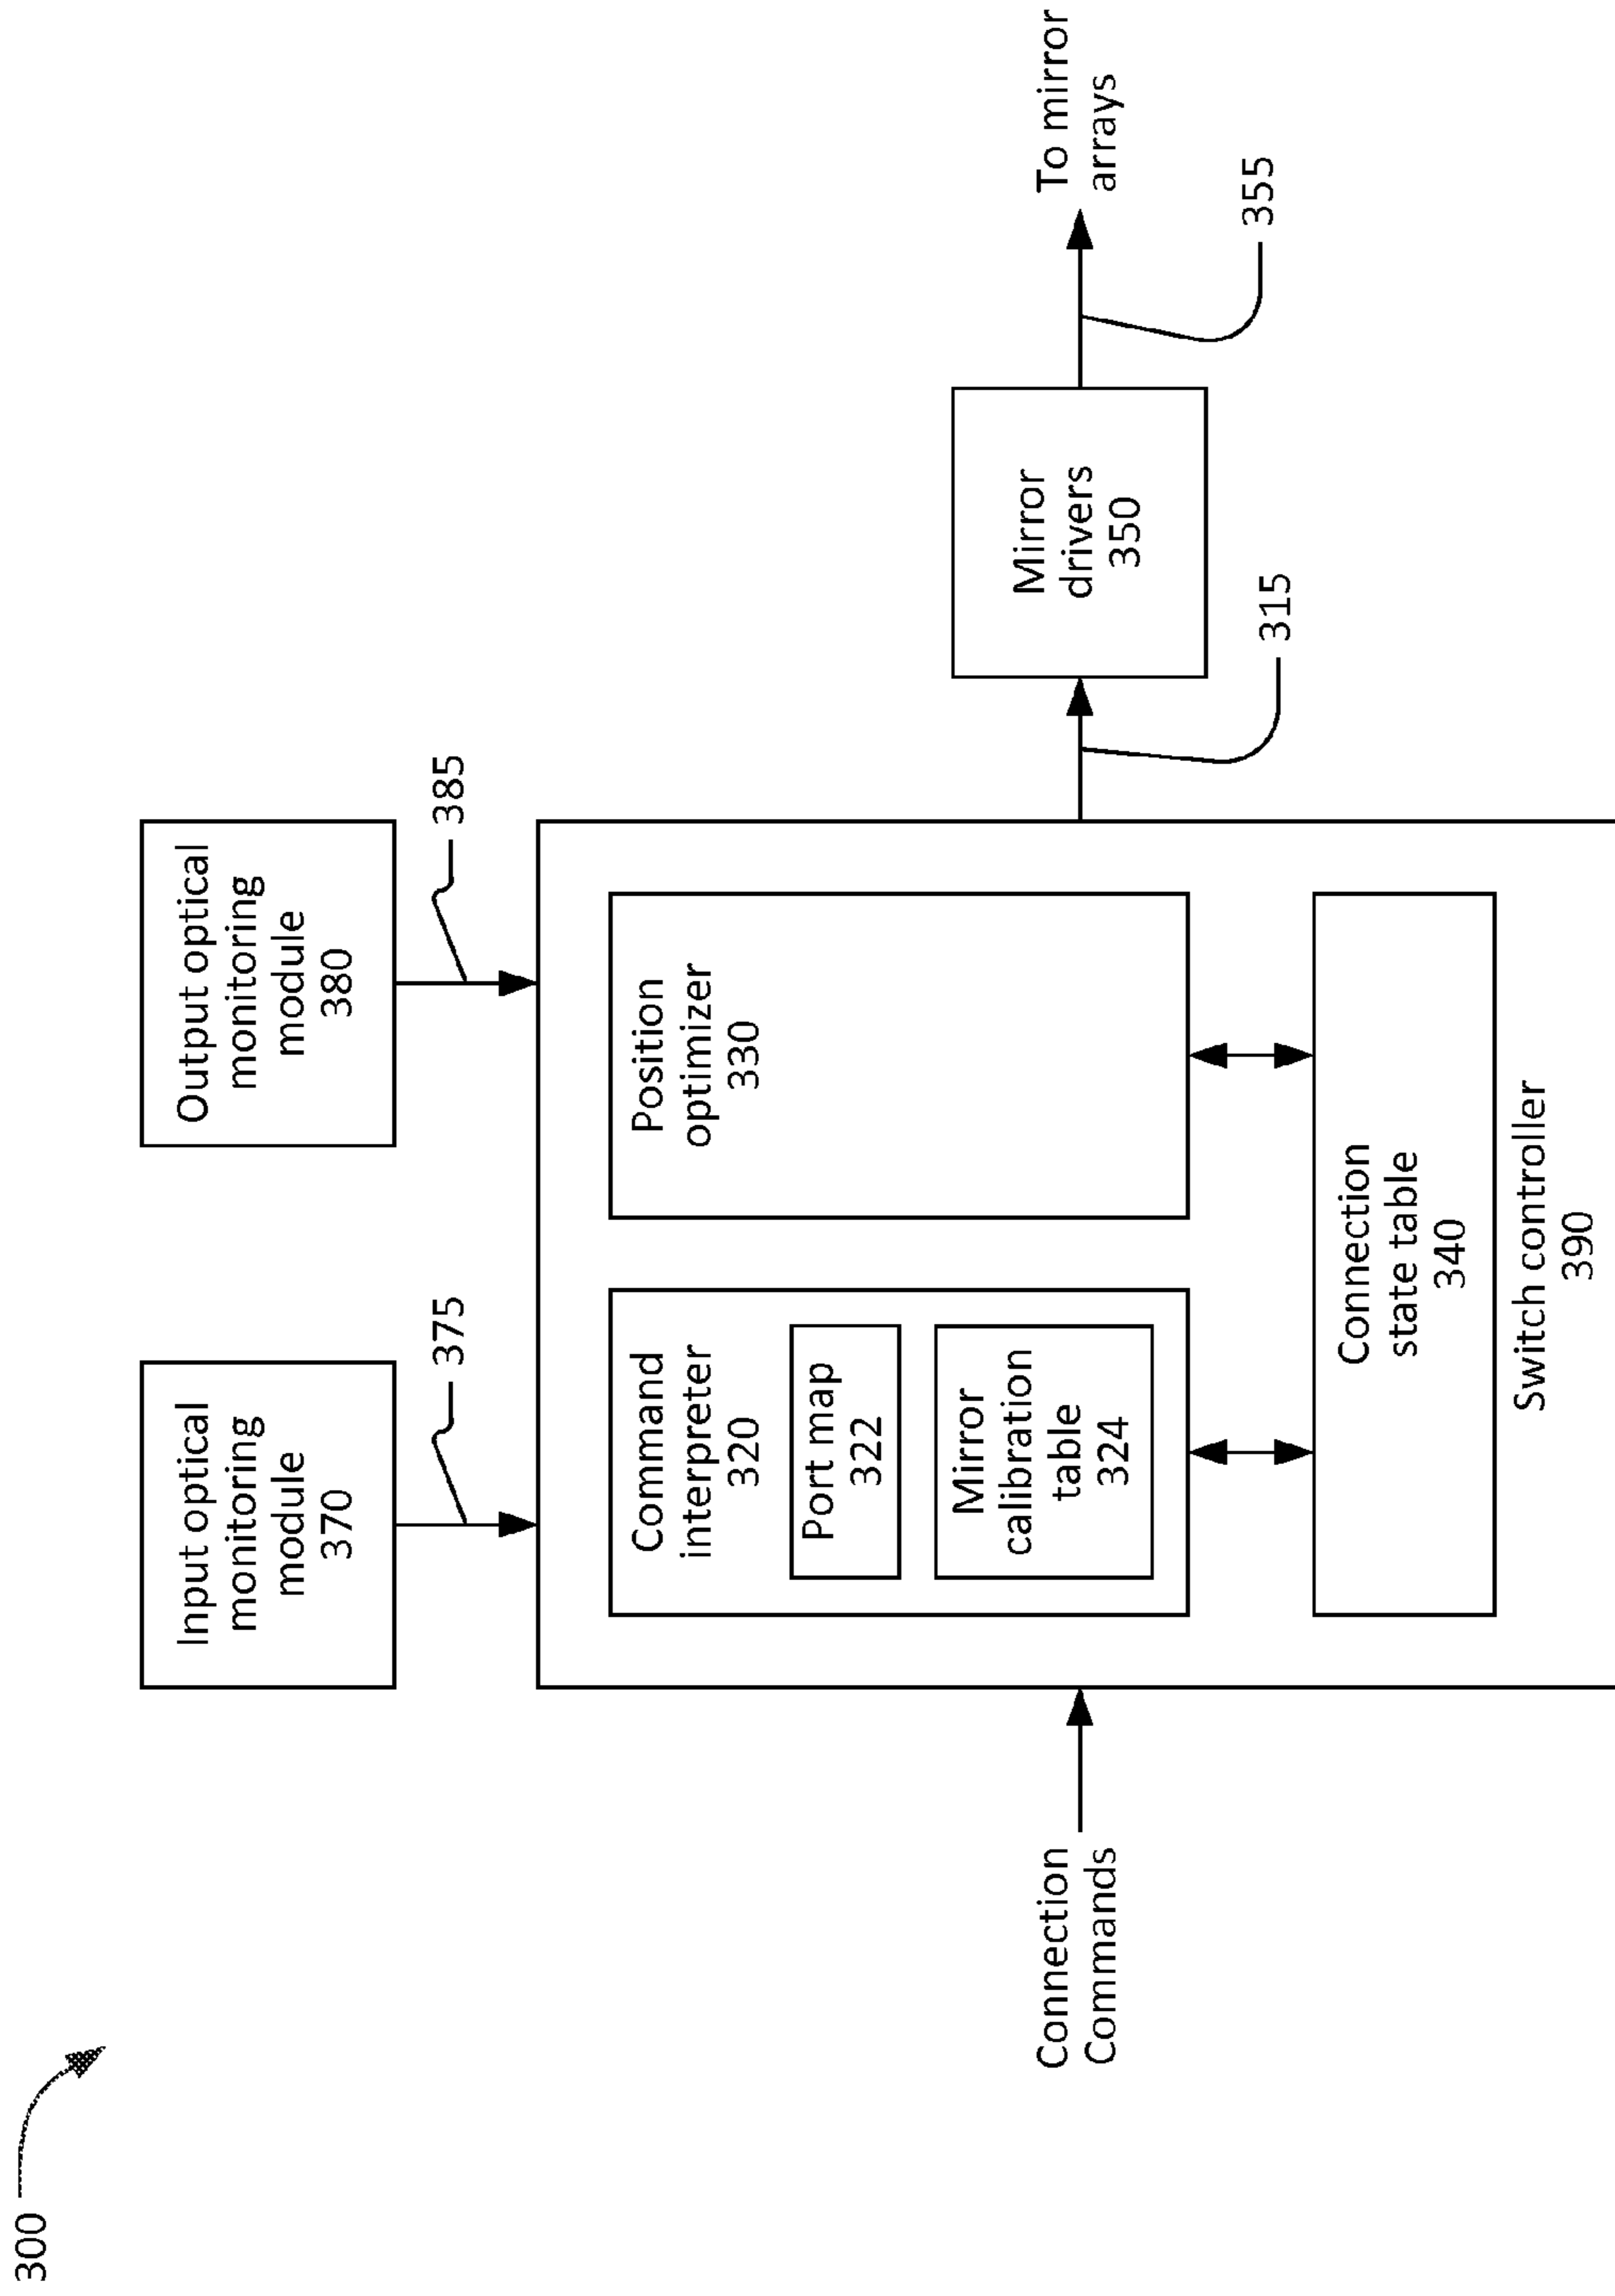 300
Input optical
monitoring
module
370
Output optical
monitoring
module
380
375
385
Command
interpreter
320
Port map
322
Mirror
calibration
table
324
Position
optimizer
330
Connection
Commands
Mirror
drivers
350
To mirror
arrays
315
355
Connection
state table
340
Switch controller
390